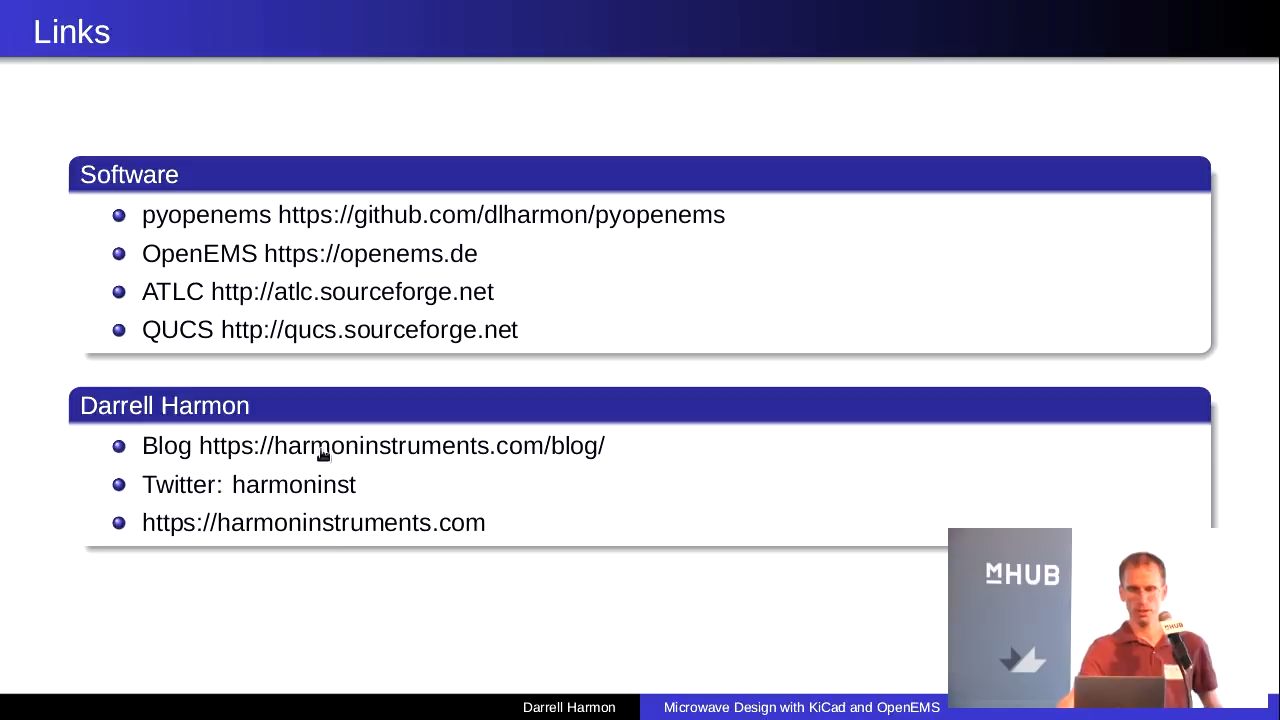 Links
Software
pyopenems https://github.com/dlharmon/pyopenems
OpenEMS https://openems.de
ATLC http://atlc.sourceforge.net
QUCS http://qucs.sourceforge.net
Darrell Harmon
Blog https://harmoninstruments.com/blog/
Twitter: harmoninst
https://harmoninstruments.com
MHUB
MHUB
Darrell Harmon
Microwave Design with KiCad and OpenEMS